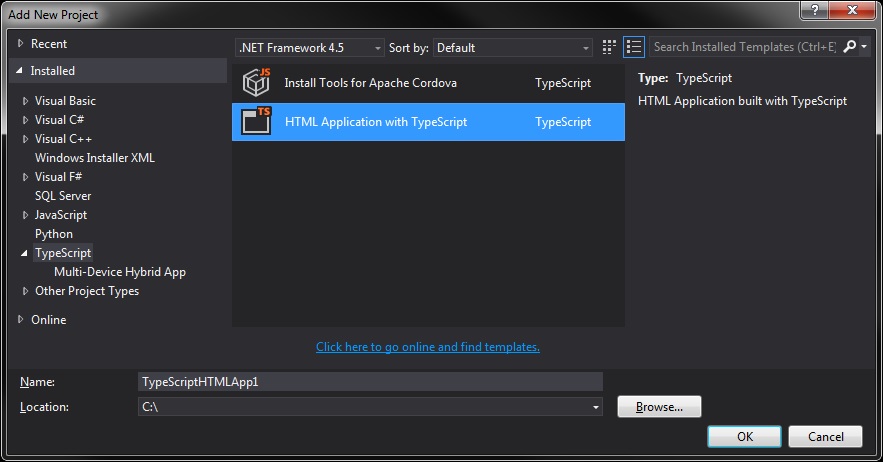 Add New Project
?
Recent
Installed
Visual Basic
Visual C#
Visual C++
Windows Installer XML
Visual F#
SQL Server
JavaScript
Python
TypeScript
Multi-Device Hybrid App
Other Project Types
Online
.NET Framework 4.5 Sort by: Default
JS Install Tools for Apache Cordova TypeScript
TS HTML Application with TypeScript TypeScript
Click here to go online and find templates.
Search Installed Templates (Ctrl+E)
Type: TypeScript
HTML Application built with TypeScript
Name: TypeScriptHTMLApp1
Location: C:\ Browse...
OK Cancel